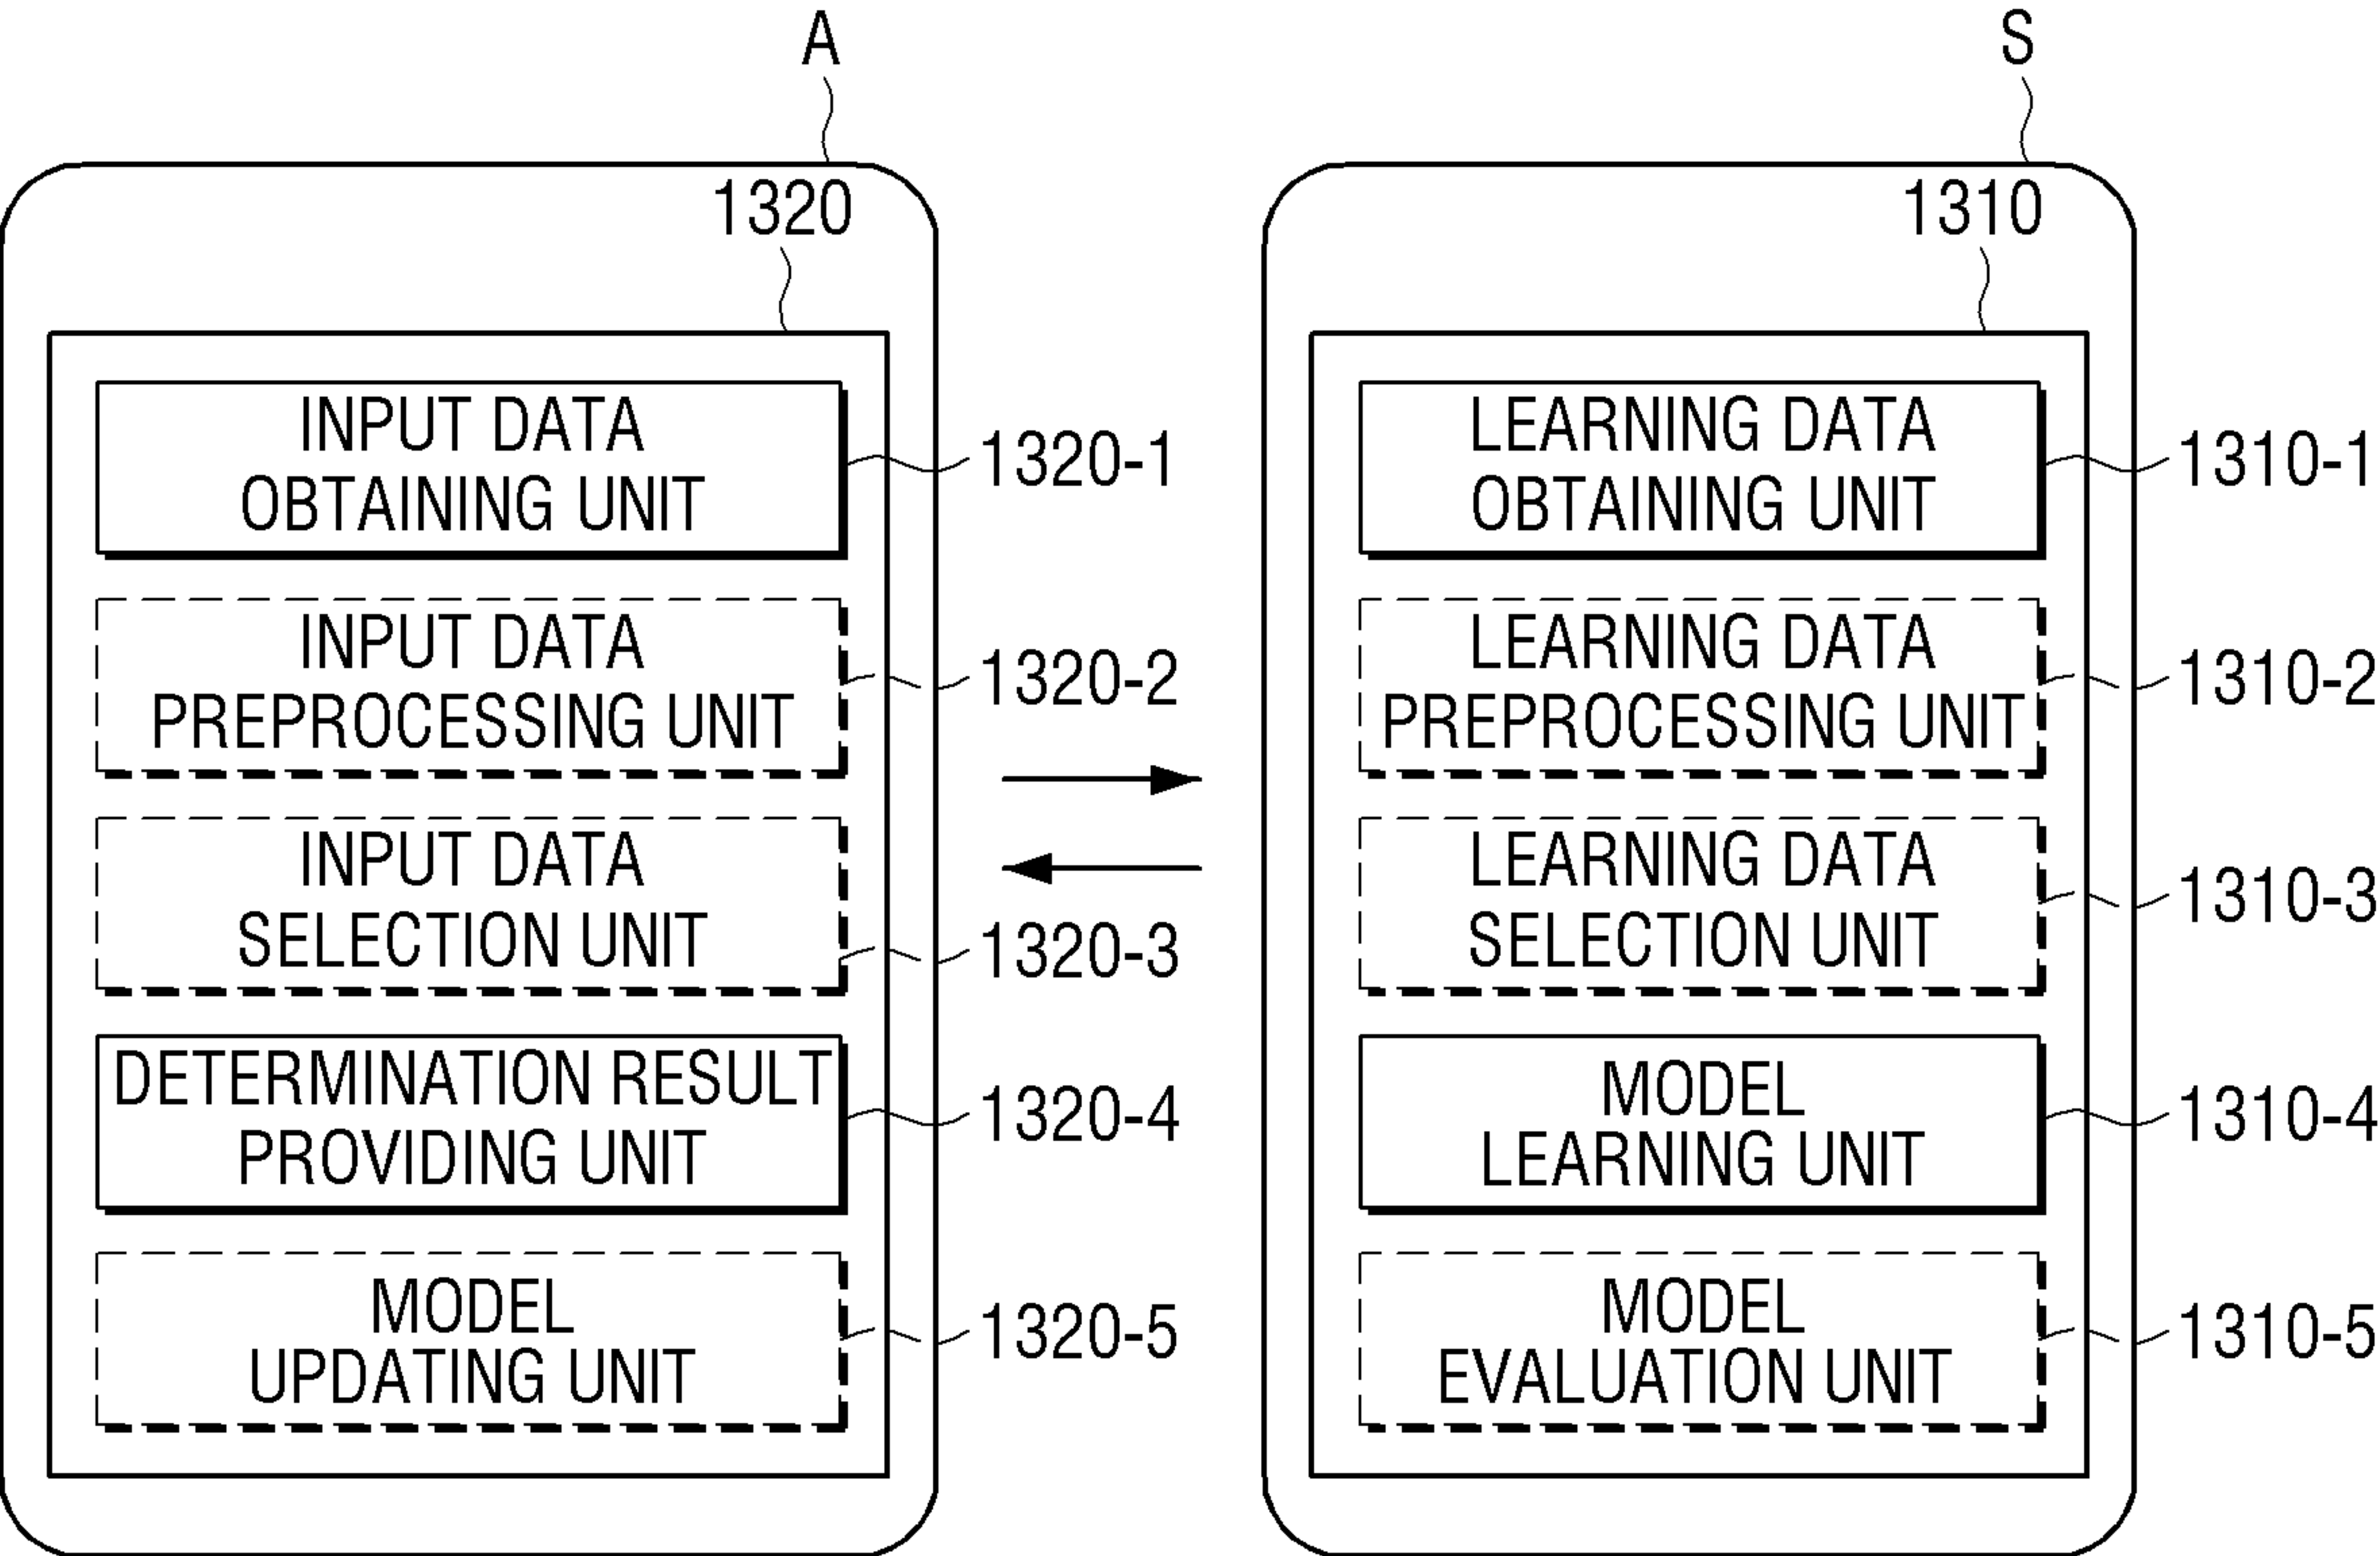 A
1320
INPUT DATA
OBTAINING UNIT
1320-1
INPUT DATA
PREPROCESSING UNIT
1320-2
INPUT DATA
SELECTION UNIT
1320-3
DETERMINATION RESULT
PROVIDING UNIT
1320-4
MODEL
UPDATING UNIT
1320-5
S
1310
LEARNING DATA
OBTAINING UNIT
1310-1
LEARNING DATA
PREPROCESSING UNIT
1310-2
LEARNING DATA
SELECTION UNIT
1310-3
MODEL
LEARNING UNIT
1310-4
MODEL
EVALUATION UNIT
1310-5